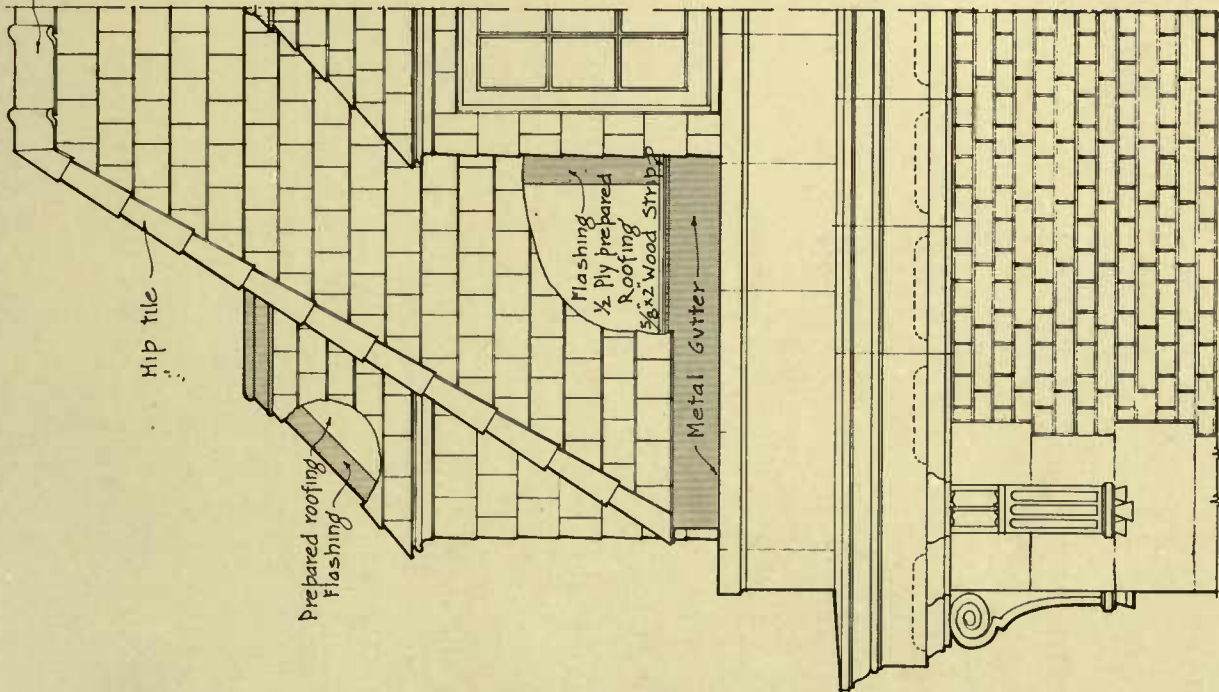 Hip tile
Prepared roofing
Flashing
Flashing
½ Ply prepared
Roofing
5/8"x2" Wood Strip
Metal Gutter